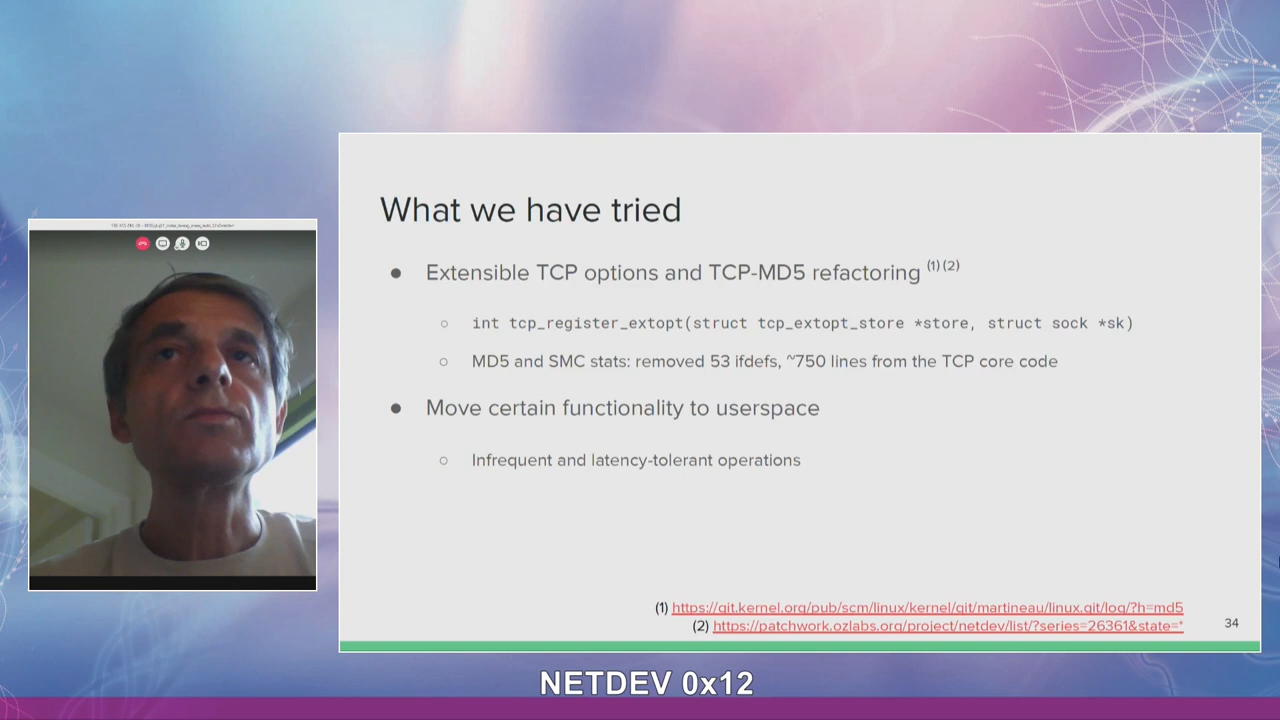 What we have tried
● Extensible TCP options and TCP-MD5 refactoring (1)(2)
○ int tcp_register_extopt(struct tcp_extopt_store *store, struct sock *sk)
○ MD5 and SMC stats: removed 53 ifdefs, ~750 lines from the TCP core code
● Move certain functionality to userspace
○ Infrequent and latency-tolerant operations
(1) https://git.kernel.org/pub/scm/linux/kernel/git/martineau/linux.git/log/?h=md5
(2) https://patchwork.ozlabs.org/project/netdev/list/?series=26361&state=*
34
NETDEV 0x12